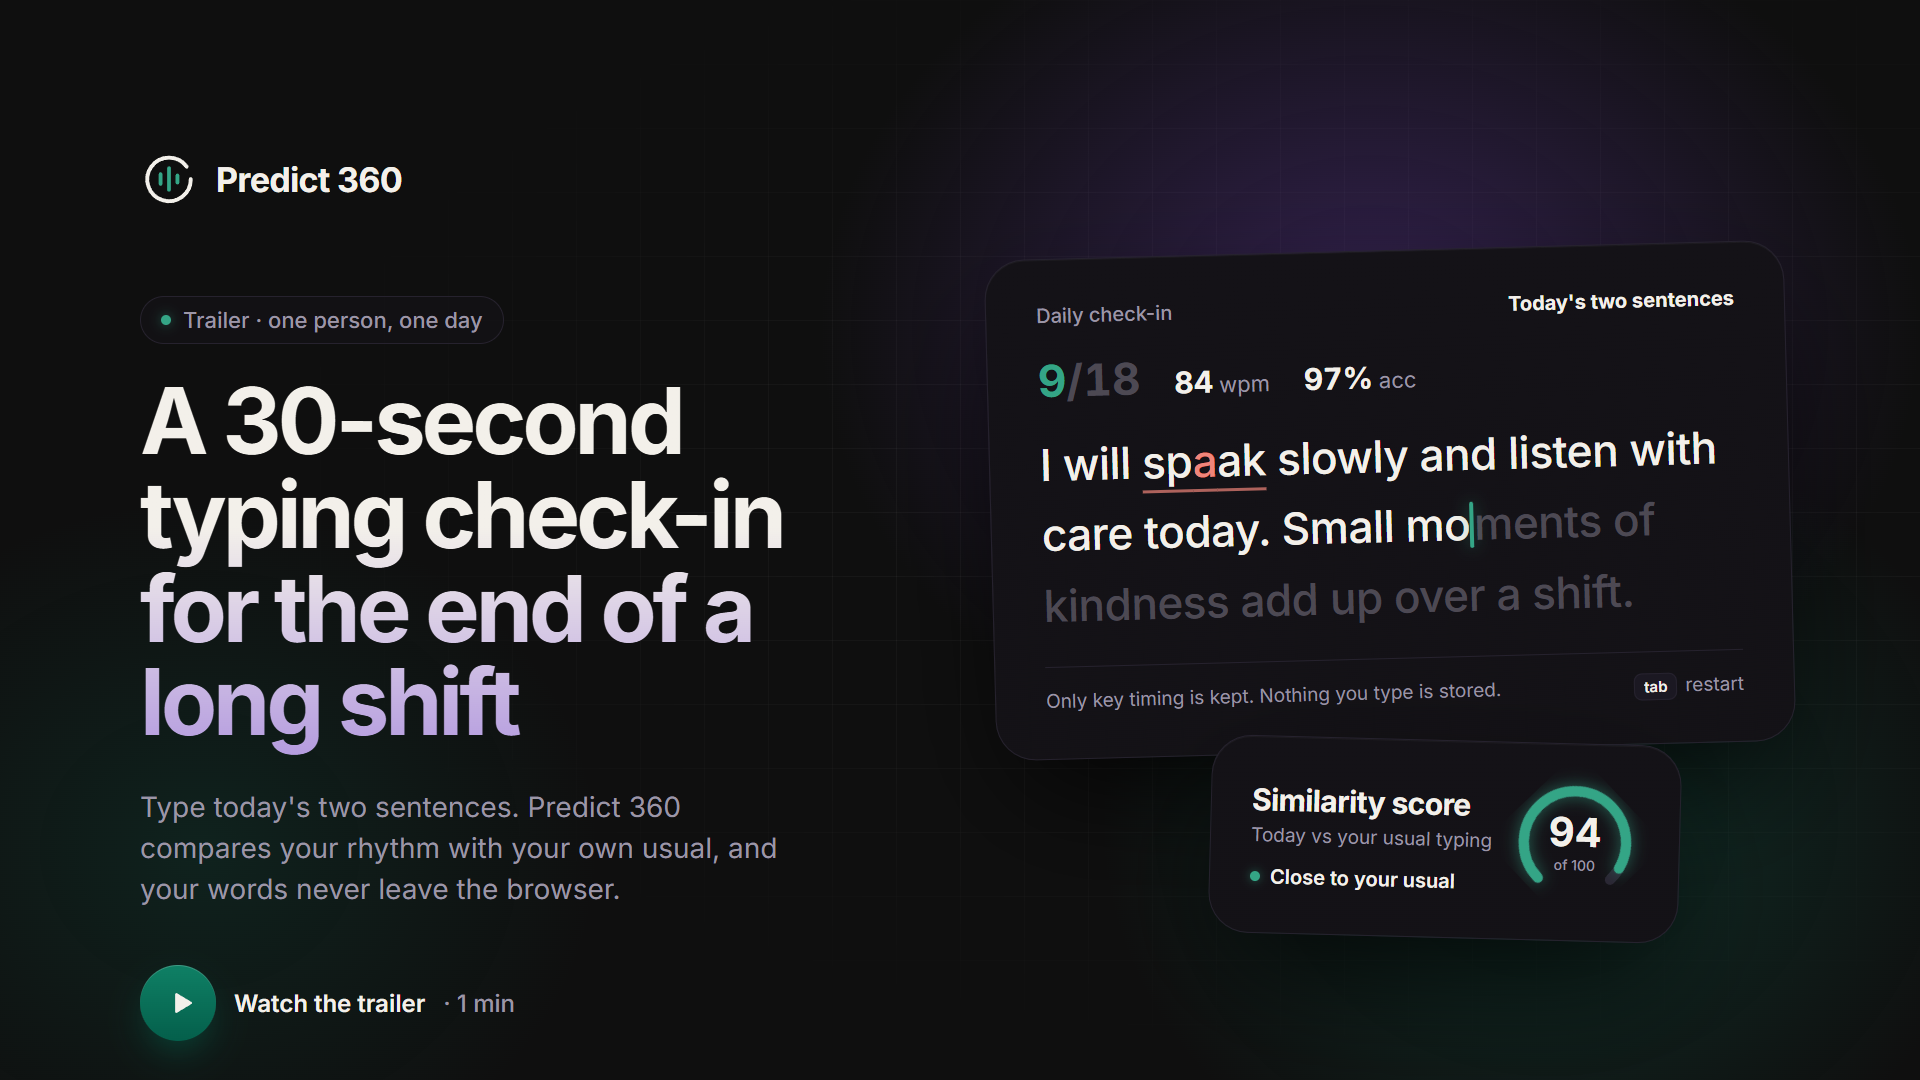 Predict 360
Trailer · one person, one day
A 30-second
typing check-in
for the end of a
long shift
Type today's two sentences. Predict 360
compares your rhythm with your own usual, and
your words never leave the browser.
Watch the trailer · 1 min
Daily check-in
Today's two sentences
9/18 84 wpm 97% acc
I will spaak slowly and listen with
care today. Small moments of
kindness add up over a shift.
Only key timing is kept. Nothing you type is stored.
tab restart
Similarity score
Today vs your usual typing
Close to your usual
94
of 100